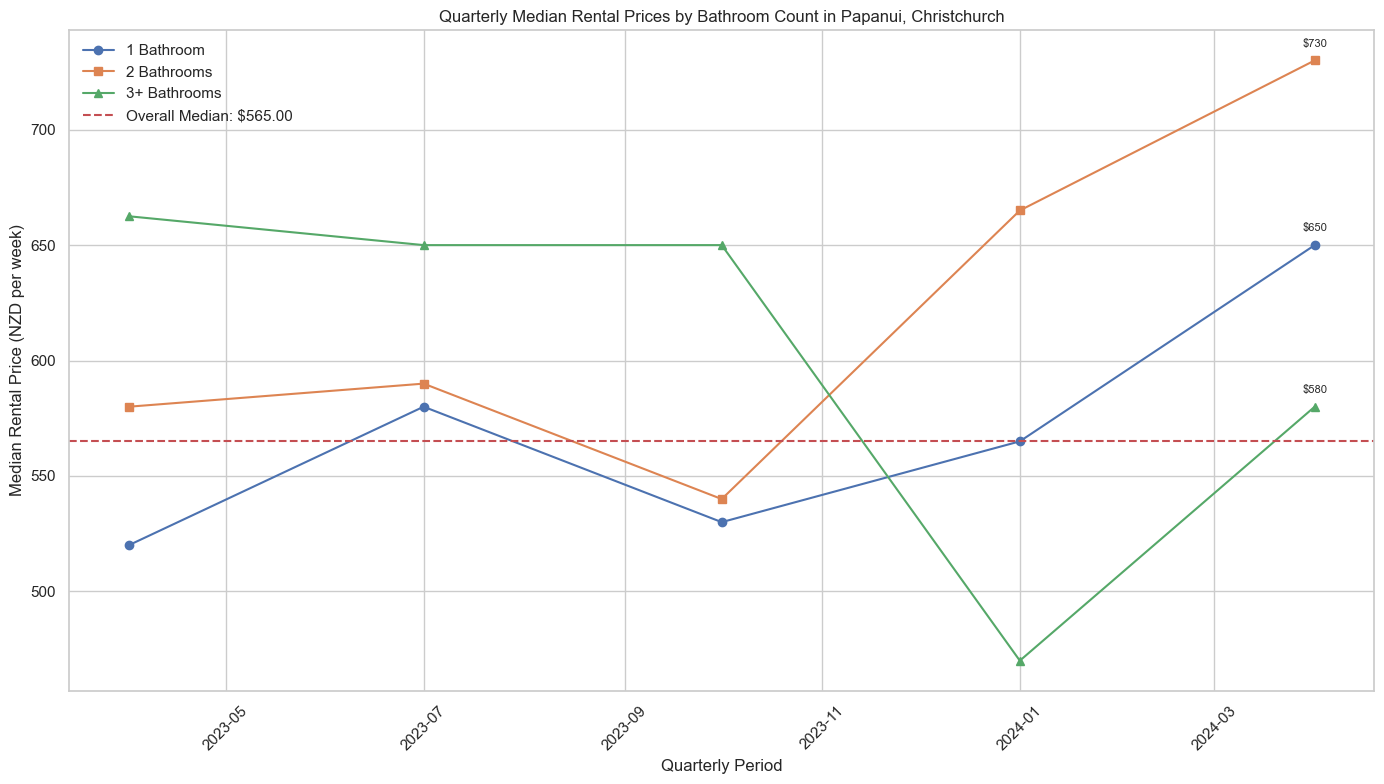 Quarterly Median Rental Prices by Bathroom Count in Papanui, Christchurch
1 Bathroom
2 Bathrooms
3+ Bathrooms
Overall Median: $565.00
$730
$650
$580
Median Rental Price (NZD per week)
700
650
600
550
500
2023-05
2023-07
2023-09
2023-11
2024-01
2024-03
Quarterly Period